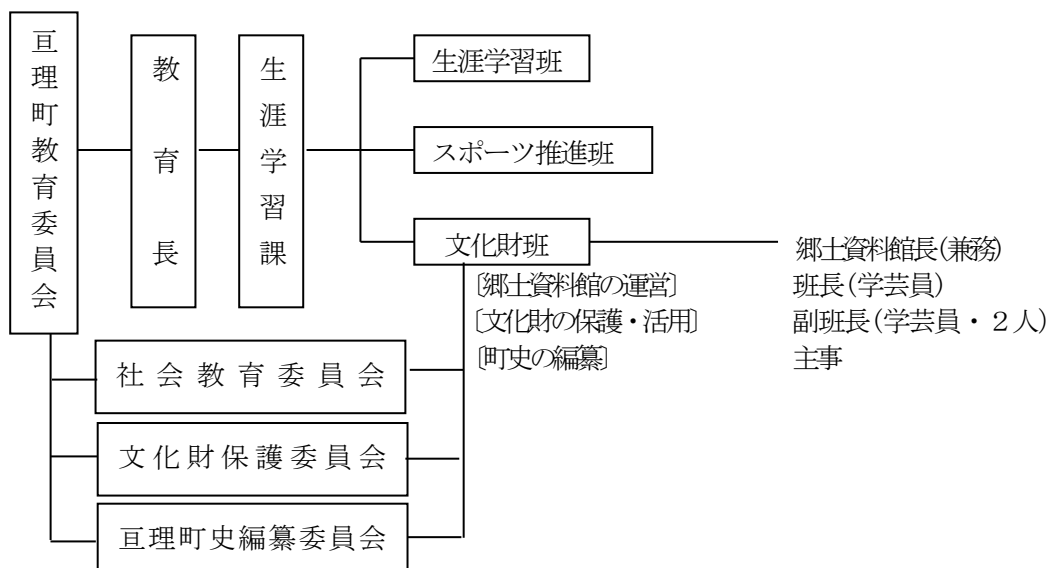 亘理町教育委員会
教育長
生涯学習課
生涯学習班
スポーツ推進班
文化財班
〔郷土資料館の運営〕
〔文化財の保護・活用〕
〔町史の編纂〕
郷土資料館長(兼務)
班長(学芸員)
副班長(学芸員・２人)
主事
社会教育委員会
文化財保護委員会
亘理町史編纂委員会